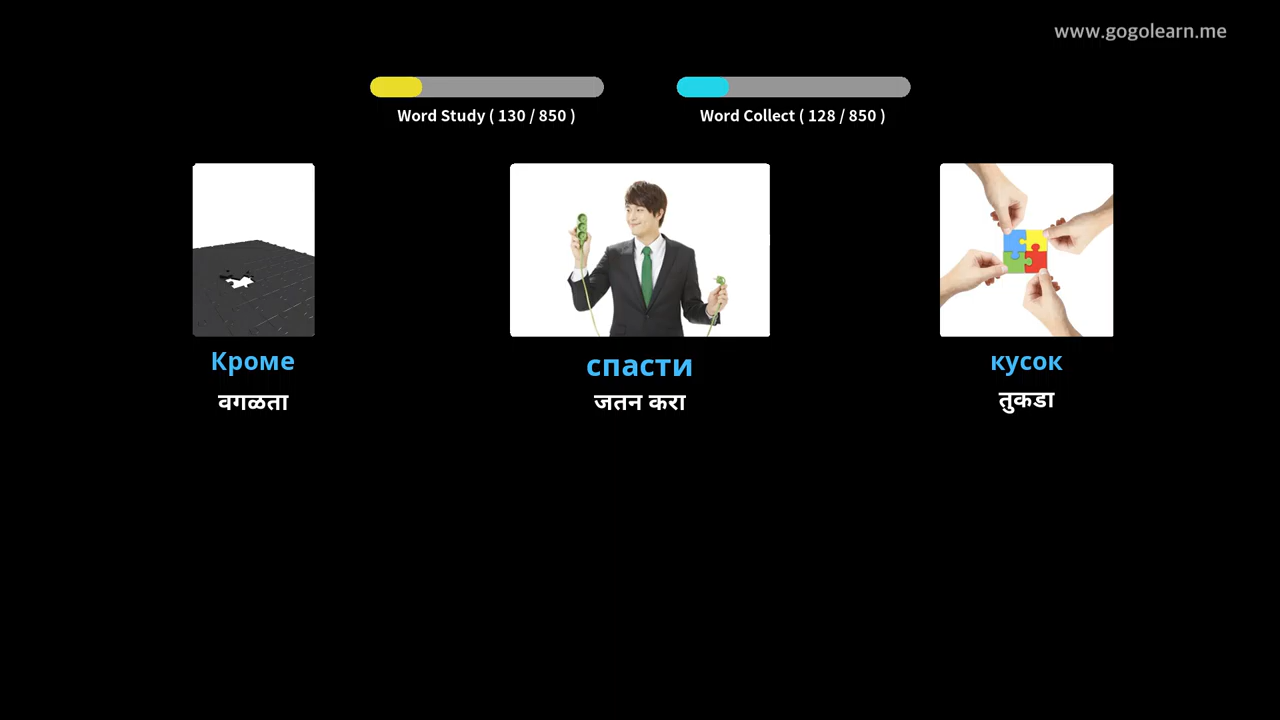 www.gogolearn.me
Word Study ( 130 / 850 )
Word Collect ( 128 / 850 )
Кроме
वगळता
спасти
जतन करा
кусок
तुकडा